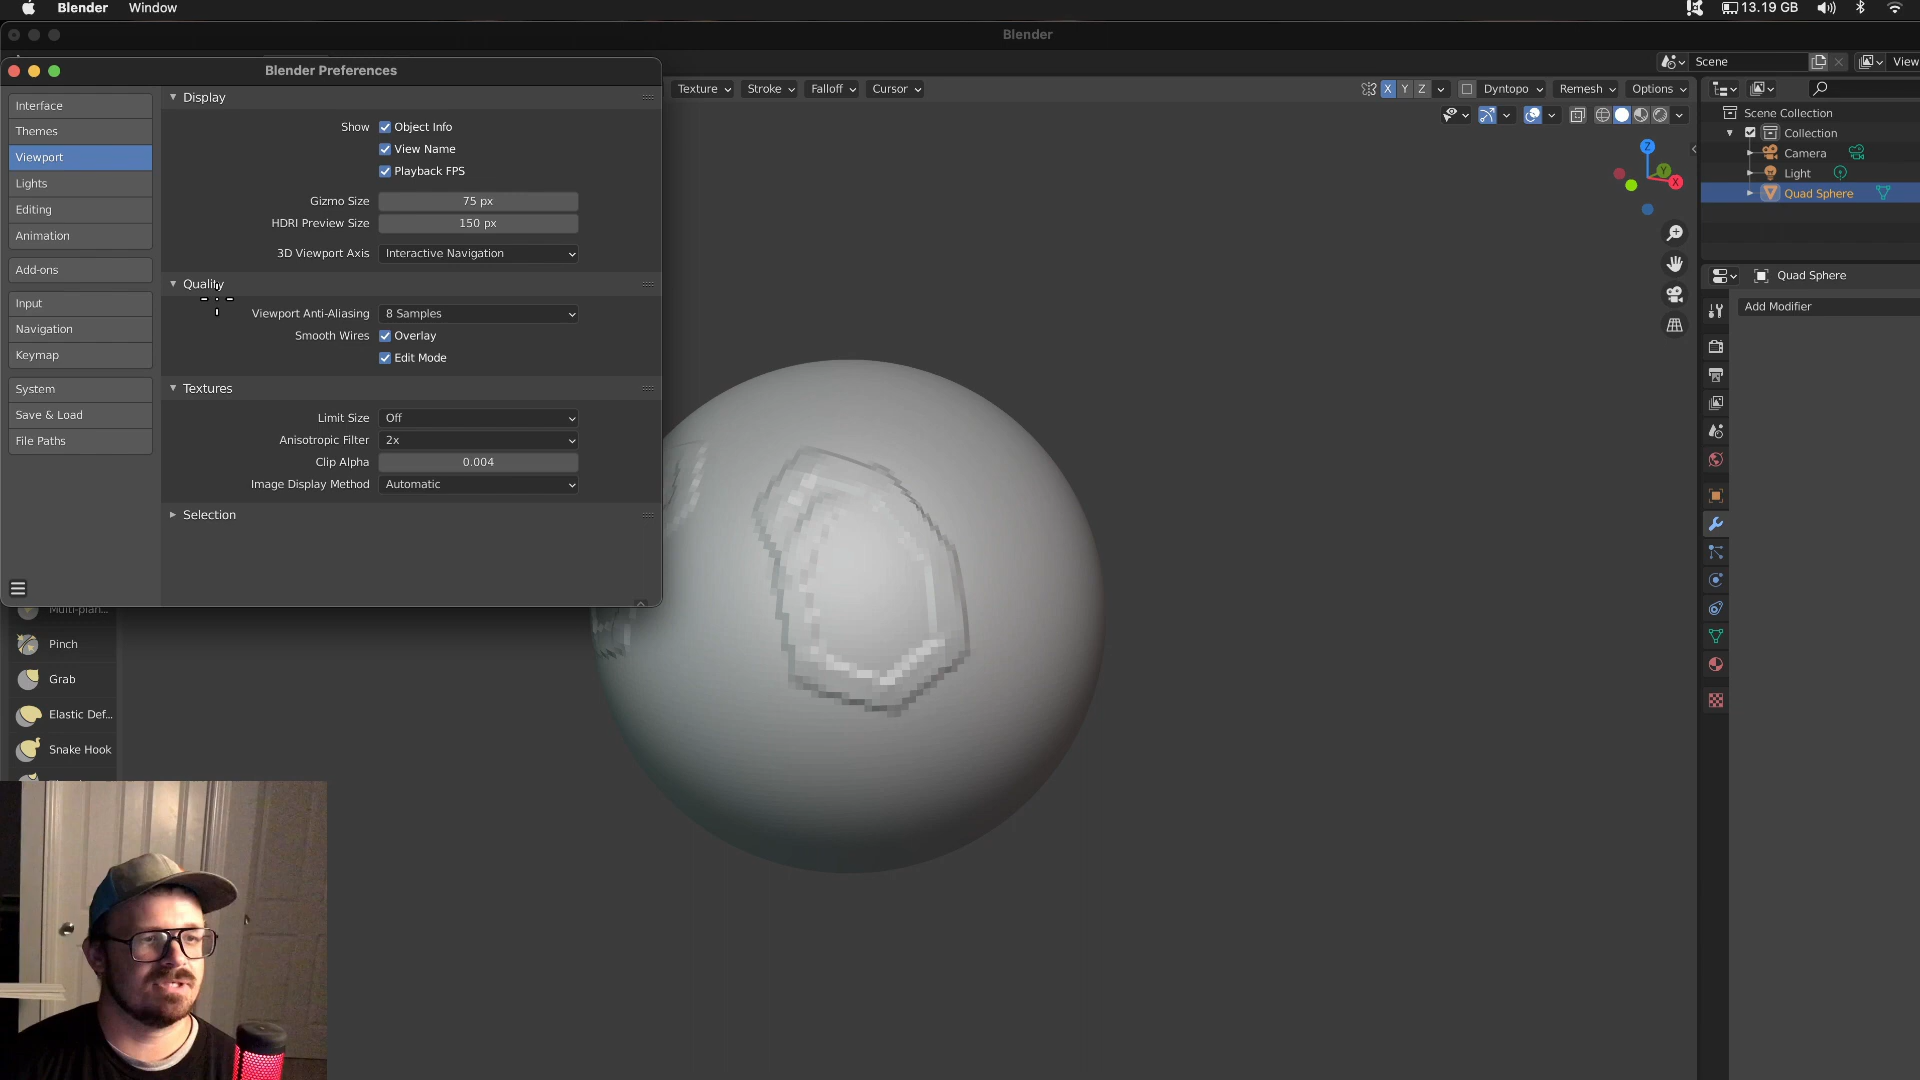 Blender Window 13.19 GB
Blender
Scene View
Blender Preferences
Interface
Themes
Viewport
Lights
Editing
Animation
Add-ons
Input
Navigation
Keymap
System
Save & Load
File Paths
Display
Show Object Info
View Name
Playback FPS
Gizmo Size 75 px
HDRI Preview Size 150 px
3D Viewport Axis Interactive Navigation
Quality
Viewport Anti-Aliasing 8 Samples
Smooth Wires Overlay
Edit Mode
Textures
Limit Size Off
Anisotropic Filter 2x
Clip Alpha 0.004
Image Display Method Automatic
Selection
Texture Stroke Falloff Cursor X Y Z Dyntopo Remesh Options
Z
Y
X
Scene Collection
Collection
Camera
Light
Quad Sphere
Quad Sphere
Add Modifier
Multi-plan...
Pinch
Grab
Elastic Def...
Snake Hook